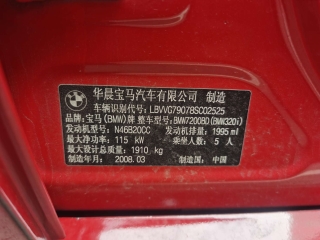 华晨宝马汽车有限公司 制造
车辆识别代号: LBVVG79078SC02525
品牌: 宝马(BMW)牌 整车型号: BMW7200BD(BMW320i)
发动机型号: N46B20CC 发动机排量: 1995 ml
最大净功率: 115 kW 乘坐人数: 5 人
最大设计总质量: 1910 kg
制造年月: 2008.03 制造国: 中国